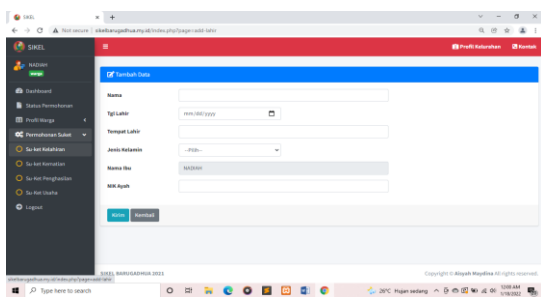 SIKEL
Not secure | sikelbarugadhua.my.id/index.php?page=add-lahir
SIKEL
Profil Kelurahan
Kontak
NADIAH
warga
Dashboard
Status Permohonan
Profil Warga
Permohonan Suket
Su-ket Kelahiran
Su-ket Kematian
Su-Ket Penghasilan
Su-Ket Usaha
Logout
Tambah Data
Nama
Tgl Lahir
mm/dd/yyyy
Tempat Lahir
Jenis Kelamin
--Pilih--
Nama Ibu
NADIAH
NIK Ayah
Kirim
Kembali
SIKEL BARUGADHUA 2021
Copyright © Aisyah Maydina All rights reserved.
Type here to search
26°C Hujan sedang
12:00 AM